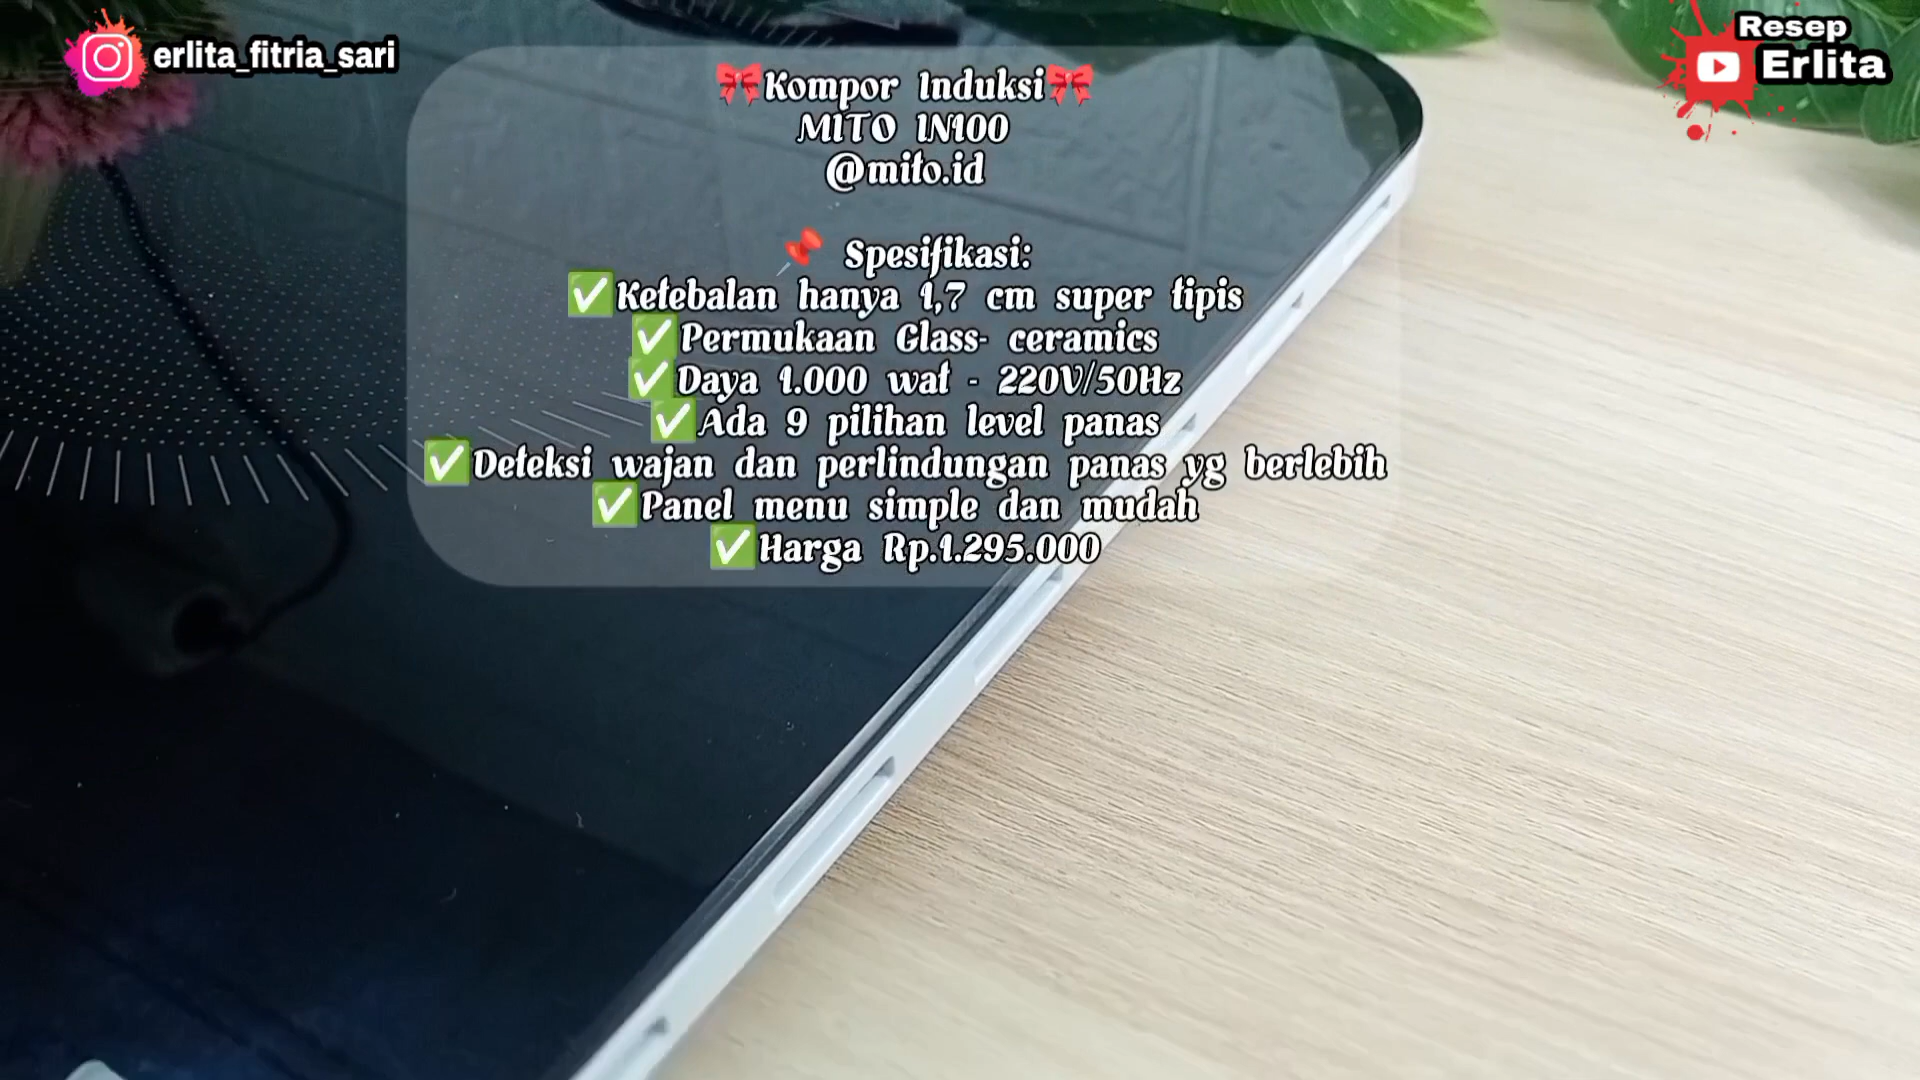 erlita_fitria_sari
Resep
Erlita
🎀Kompor Induksi🎀
MITO IN100
@mito.id
📌 Spesifikasi:
✅Ketebalan hanya 1,7 cm super tipis
✅Permukaan Glass- ceramics
✅Daya 1.000 wat - 220V/50Hz
✅Ada 9 pilihan level panas
✅Deteksi wajan dan perlindungan panas yg berlebih
✅Panel menu simple dan mudah
✅Harga Rp.1.295.000